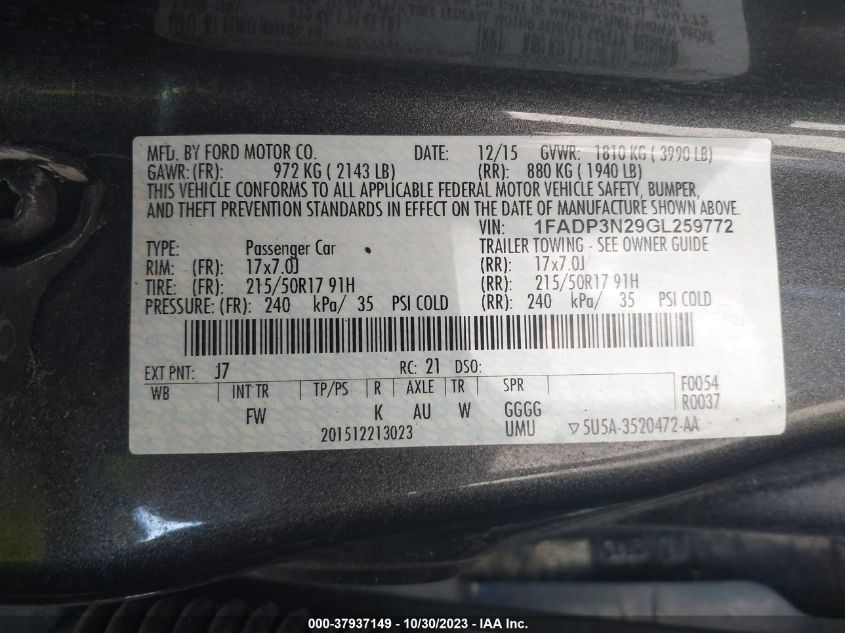 MFD. BY FORD MOTOR CO. DATE: 12/15 GVWR: 1810 KG ( 3990 LB)
GAWR: (FR): 972 KG ( 2143 LB) (RR): 880 KG ( 1940 LB)
THIS VEHICLE CONFORMS TO ALL APPLICABLE FEDERAL MOTOR VEHICLE SAFETY, BUMPER,
AND THEFT PREVENTION STANDARDS IN EFFECT ON THE DATE OF MANUFACTURE SHOWN ABOVE.
VIN: 1FADP3N29GL259772
TYPE: Passenger Car TRAILER TOWING - SEE OWNER GUIDE
RIM: (FR): 17x7.0J (RR): 17x7.0J
TIRE: (FR): 215/50R17 91H (RR): 215/50R17 91H
PRESSURE: (FR): 240 kPa/ 35 PSI COLD (RR): 240 kPa/ 35 PSI COLD
EXT PNT: J7 RC: 21 DSO:
WB INT TR TP/PS R AXLE TR SPR F0054
FW K AU W GGGG R0037
201512213023 UMU ▽5U5A-3520472-AA
000-37937149 - 10/30/2023 - IAA Inc.